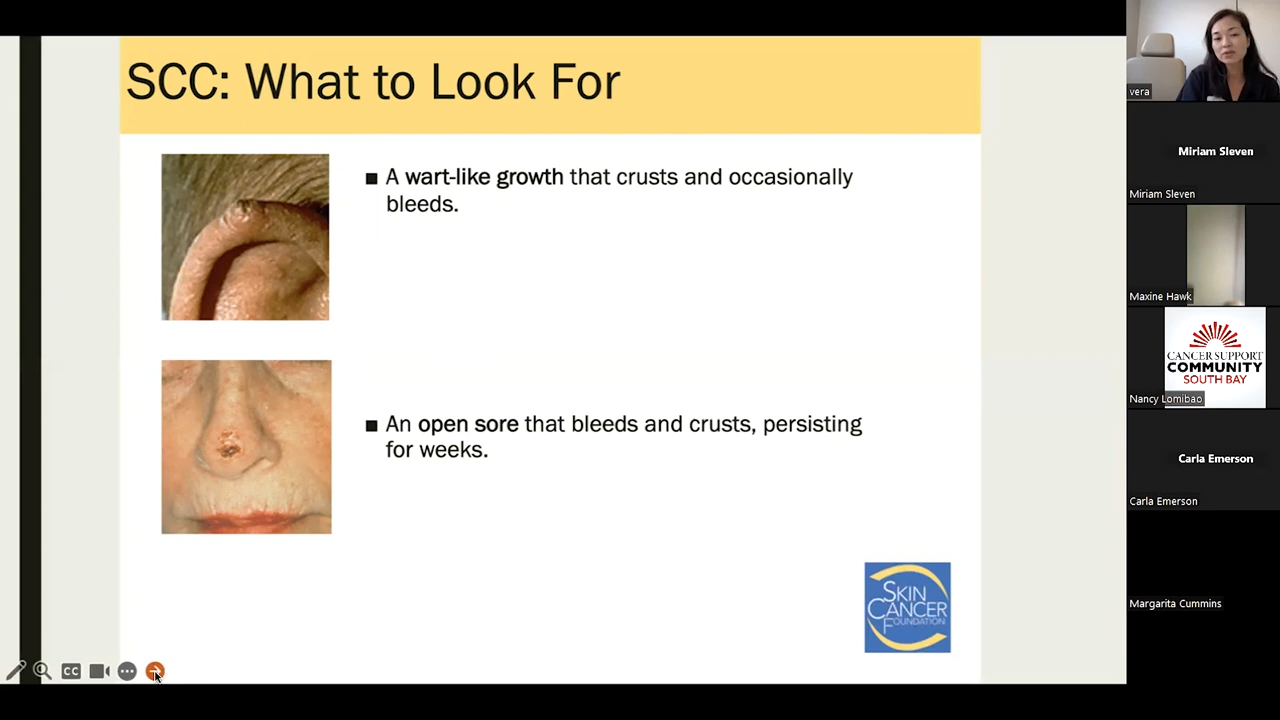 SCC: What to Look For
■ A wart-like growth that crusts and occasionally
bleeds.
■ An open sore that bleeds and crusts, persisting
for weeks.
SKIN
CANCER
FOUNDATION
CC
vera
Miriam Sleven
Miriam Sleven
Maxine Hawk
CANCER SUPPORT
COMMUNITY
SOUTH BAY
Nancy Lomibao
Carla Emerson
Carla Emerson
Margarita Cummins